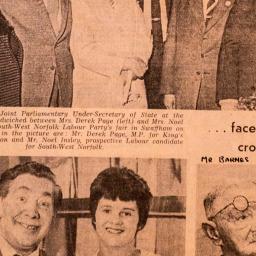 Joint Parliamentary Under-Secretary of State at the
dwiched between Mrs. Derek Page (left) and Mrs. Noel
outh-West Norfolk Labour Party's fair in Swaffham on
in the picture are: Mr. Derek Page, M.P. for King's
on and Mr. Noel Insley, prospective Labour candidate
for South-West Norfolk.
... face
cro
MR BARNES